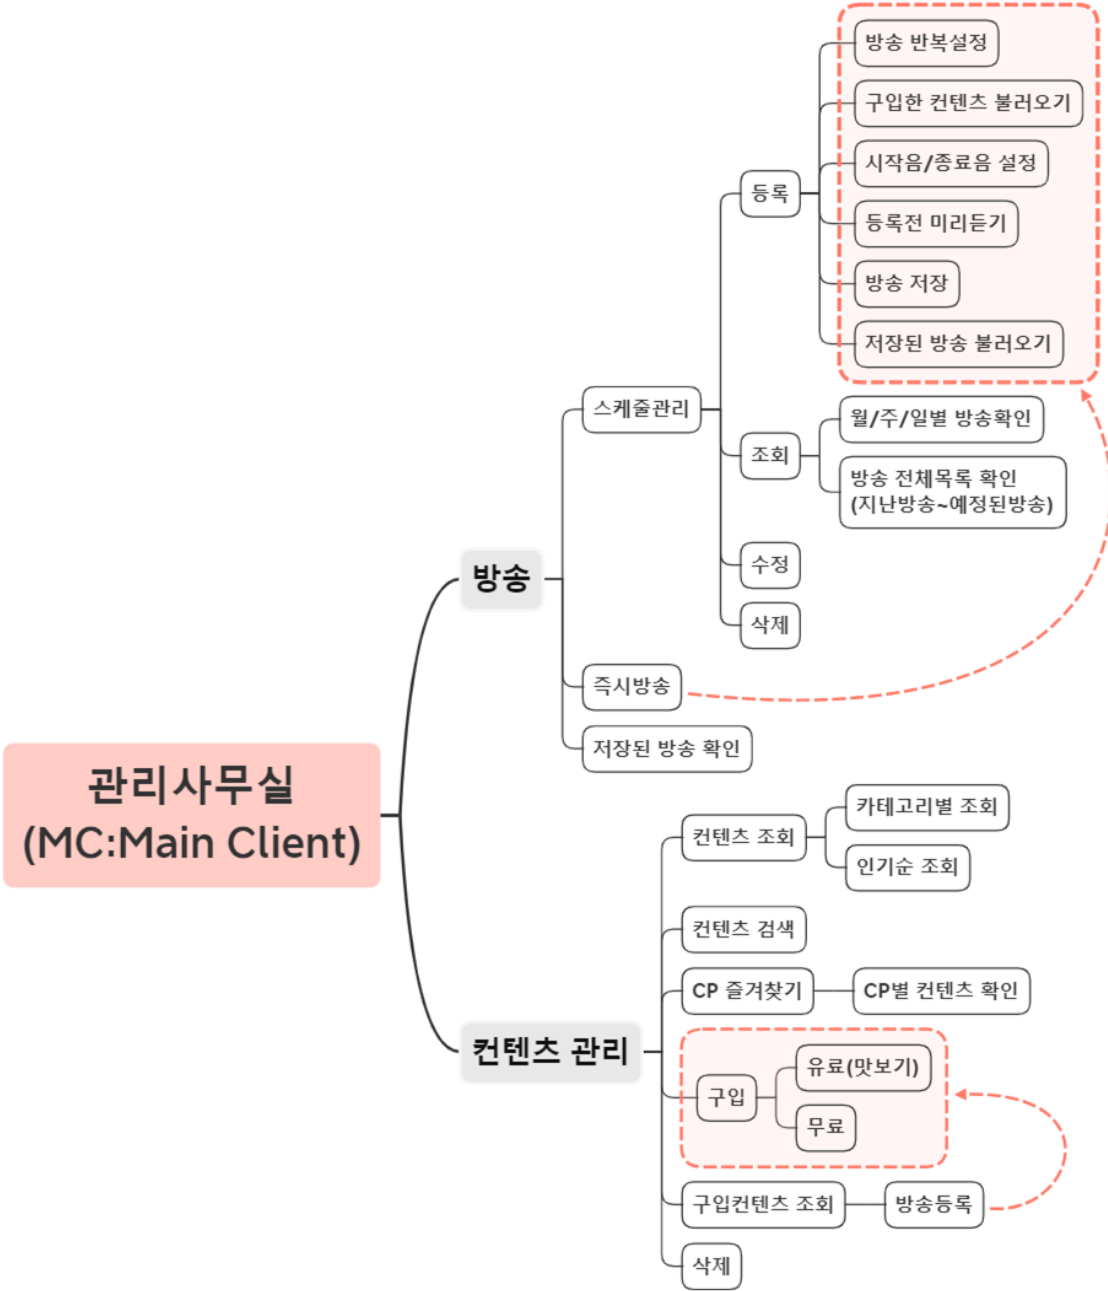 관리사무실
(MC:Main Client)
방송
스케줄관리
등록
방송 반복설정
구입한 컨텐츠 불러오기
시작음/종료음 설정
등록전 미리듣기
방송 저장
저장된 방송 불러오기
조회
월/주/일별 방송확인
방송 전체목록 확인
(지난방송~예정된방송)
수정
삭제
즉시방송
저장된 방송 확인
컨텐츠 관리
컨텐츠 조회
카테고리별 조회
인기순 조회
컨텐츠 검색
CP 즐겨찾기
CP별 컨텐츠 확인
구입
유료(맛보기)
무료
구입컨텐츠 조회
방송등록
삭제